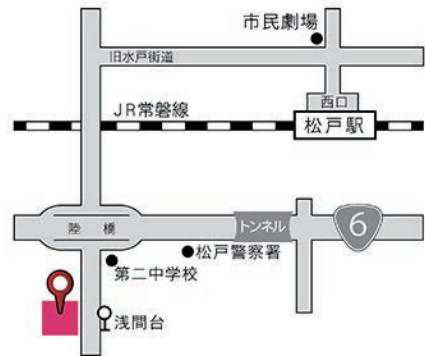 市民劇場
旧水戸街道
西口
JR常磐線
松戸駅
陸橋
トンネル
6
松戸警察署
第二中学校
浅間台